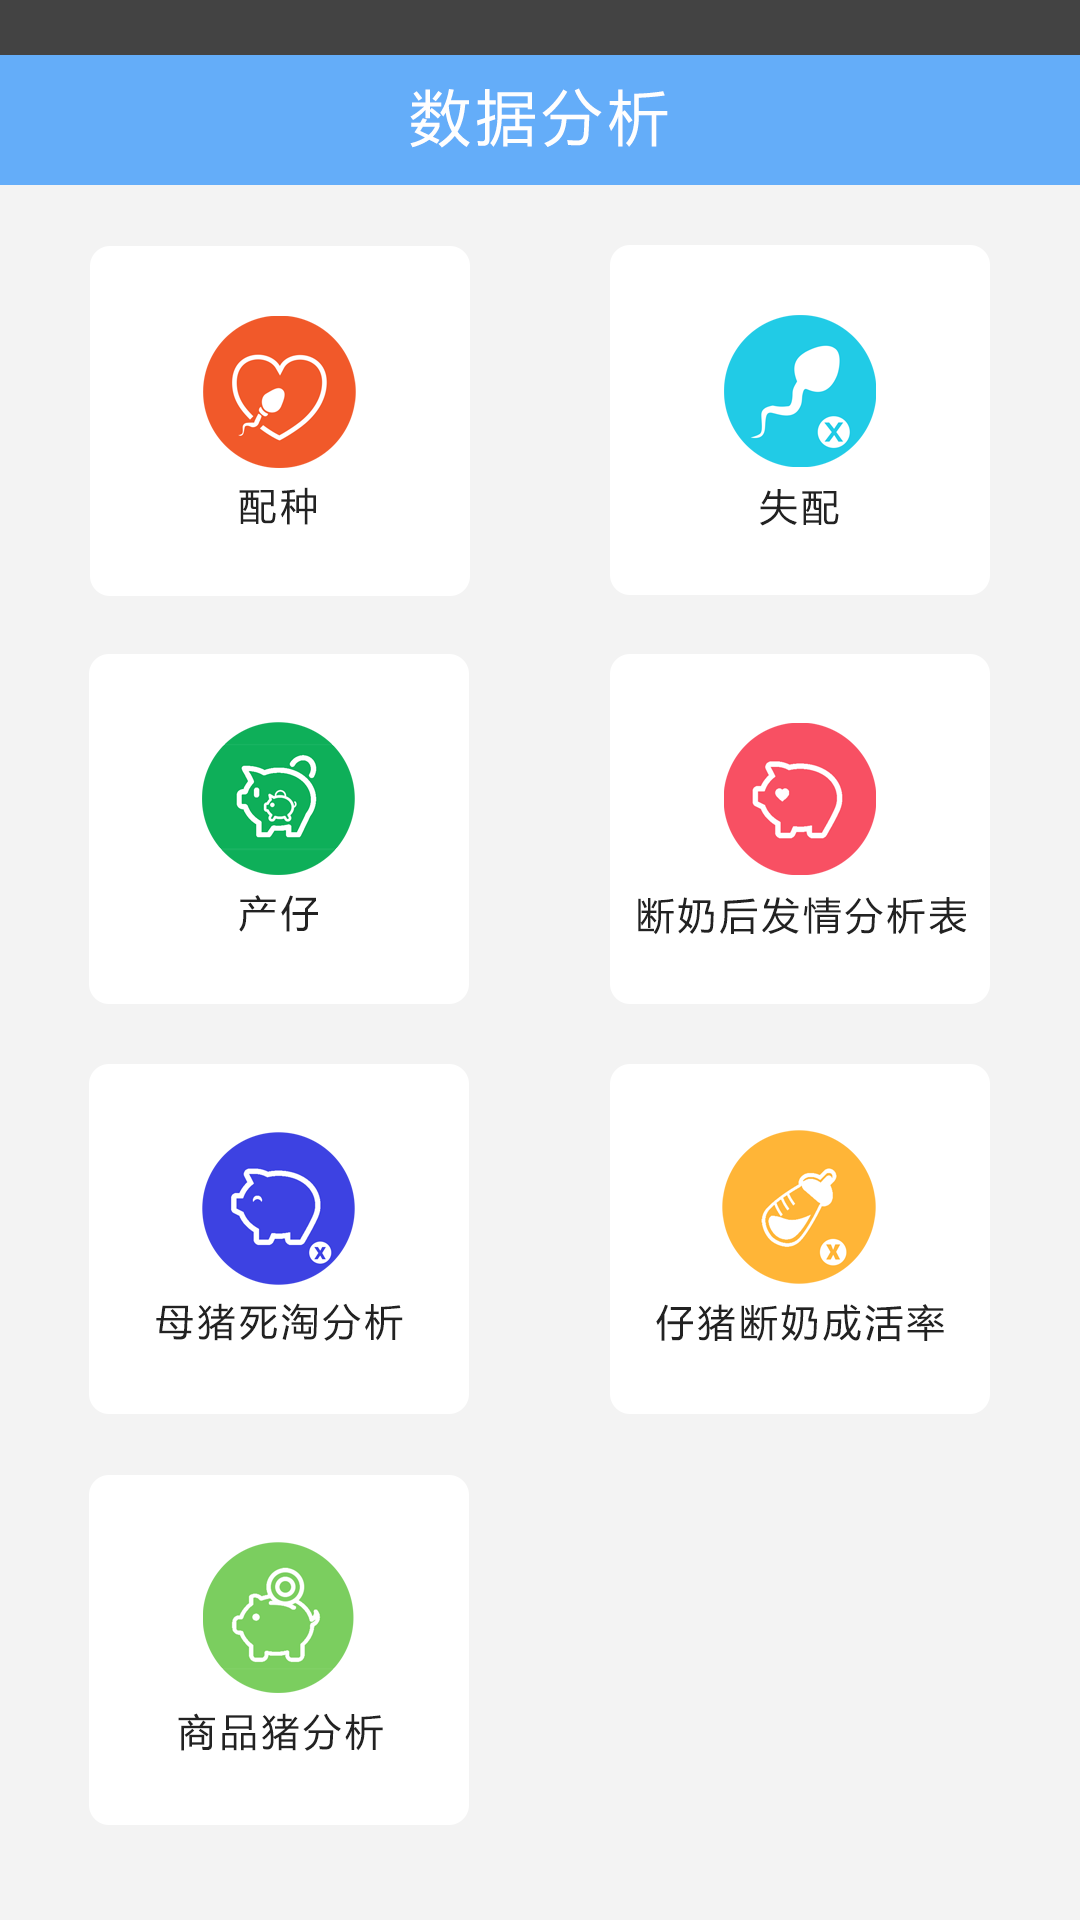 数据分析
配种
失配
产仔
断奶后发情分析表
母猪死淘分析
仔猪断奶成活率
商品猪分析